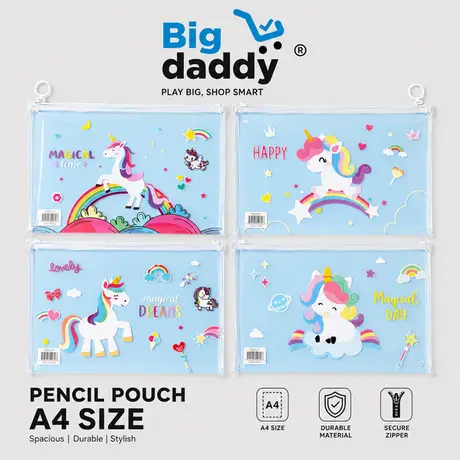 Big
daddy®
PLAY BIG, SHOP SMART
MAGICAL
time
HAPPY
lovely
magical
DREAMS
Magical
DAY
PENCIL POUCH
A4 SIZE
Spacious | Durable | Stylish
A4
A4 SIZE
DURABLE
MATERIAL
SECURE
ZIPPER